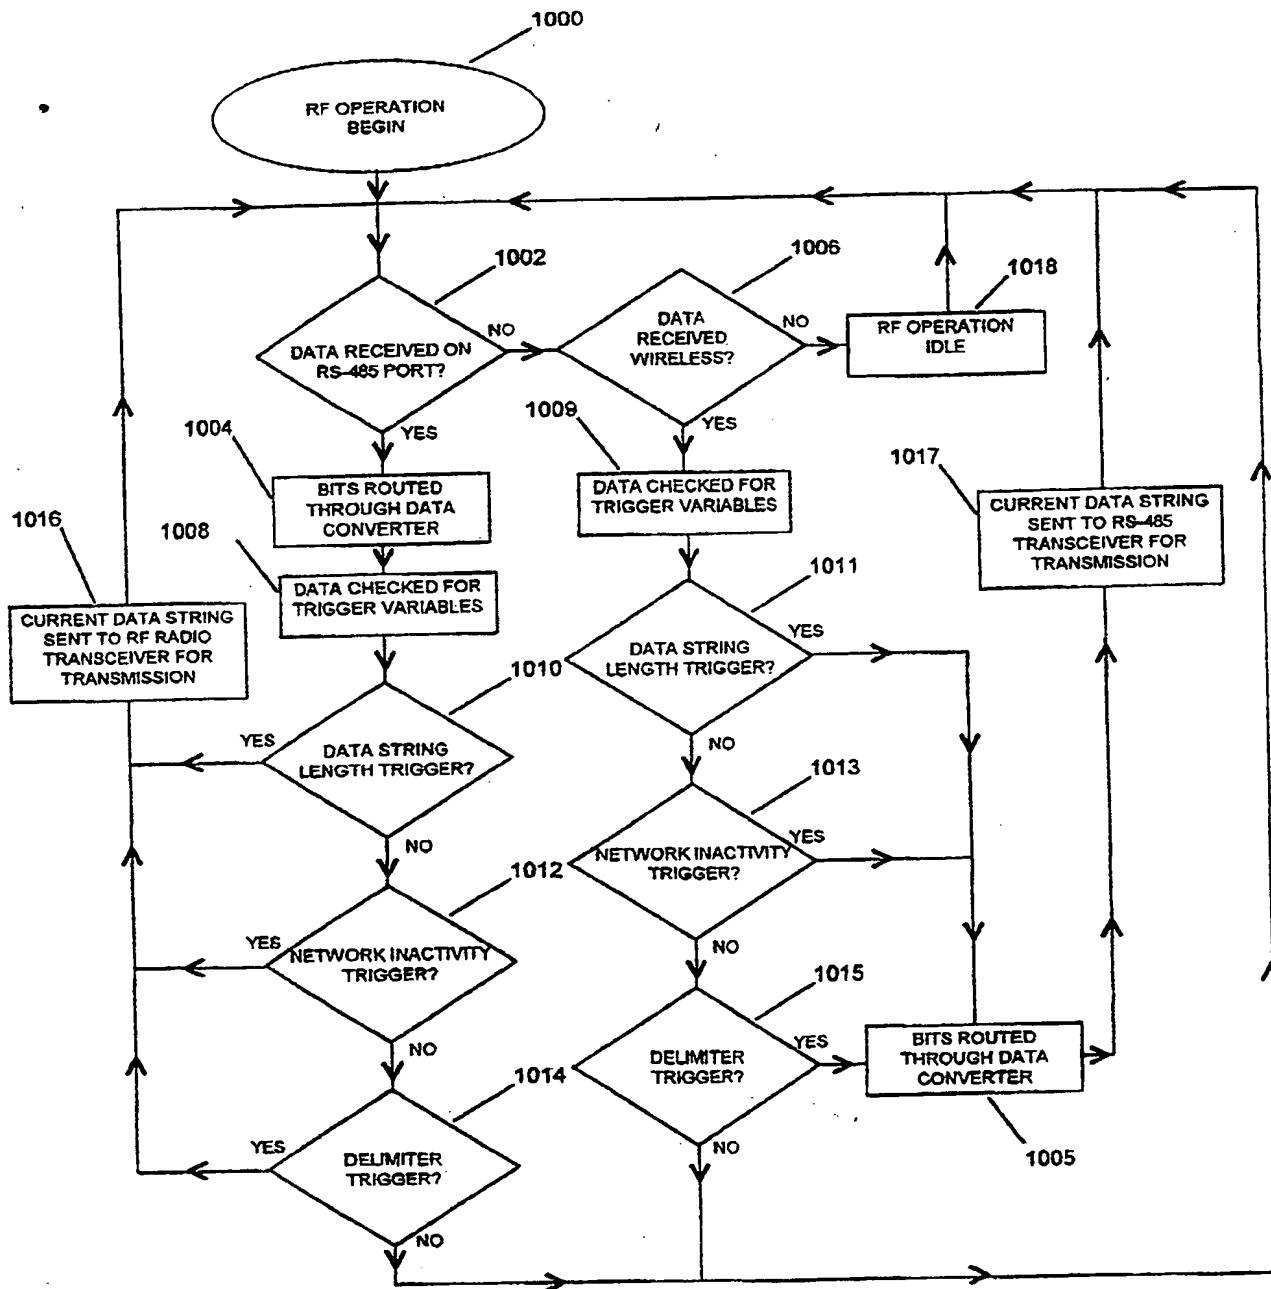 1000
RF OPERATION
BEGIN
1002
1006
1018
DATA RECEIVED ON
RS-485 PORT?
NO
DATA
RECEIVED
WIRELESS?
NO
RF OPERATION
IDLE
YES
YES
1004
BITS ROUTED
THROUGH DATA
CONVERTER
1009
DATA CHECKED FOR
TRIGGER VARIABLES
1017
CURRENT DATA STRING
SENT TO RS-485
TRANSCEIVER FOR
TRANSMISSION
1016
CURRENT DATA STRING
SENT TO RF RADIO
TRANSCEIVER FOR
TRANSMISSION
1008
DATA CHECKED FOR
TRIGGER VARIABLES
1011
DATA STRING
LENGTH TRIGGER?
YES
NO
1010
DATA STRING
LENGTH TRIGGER?
YES
NO
1013
NETWORK INACTIVITY
TRIGGER?
YES
NO
1012
NETWORK INACTIVITY
TRIGGER?
YES
NO
1015
DELIMITER
TRIGGER?
YES
NO
BITS ROUTED
THROUGH DATA
CONVERTER
1005
1014
DELIMITER
TRIGGER?
YES
NO